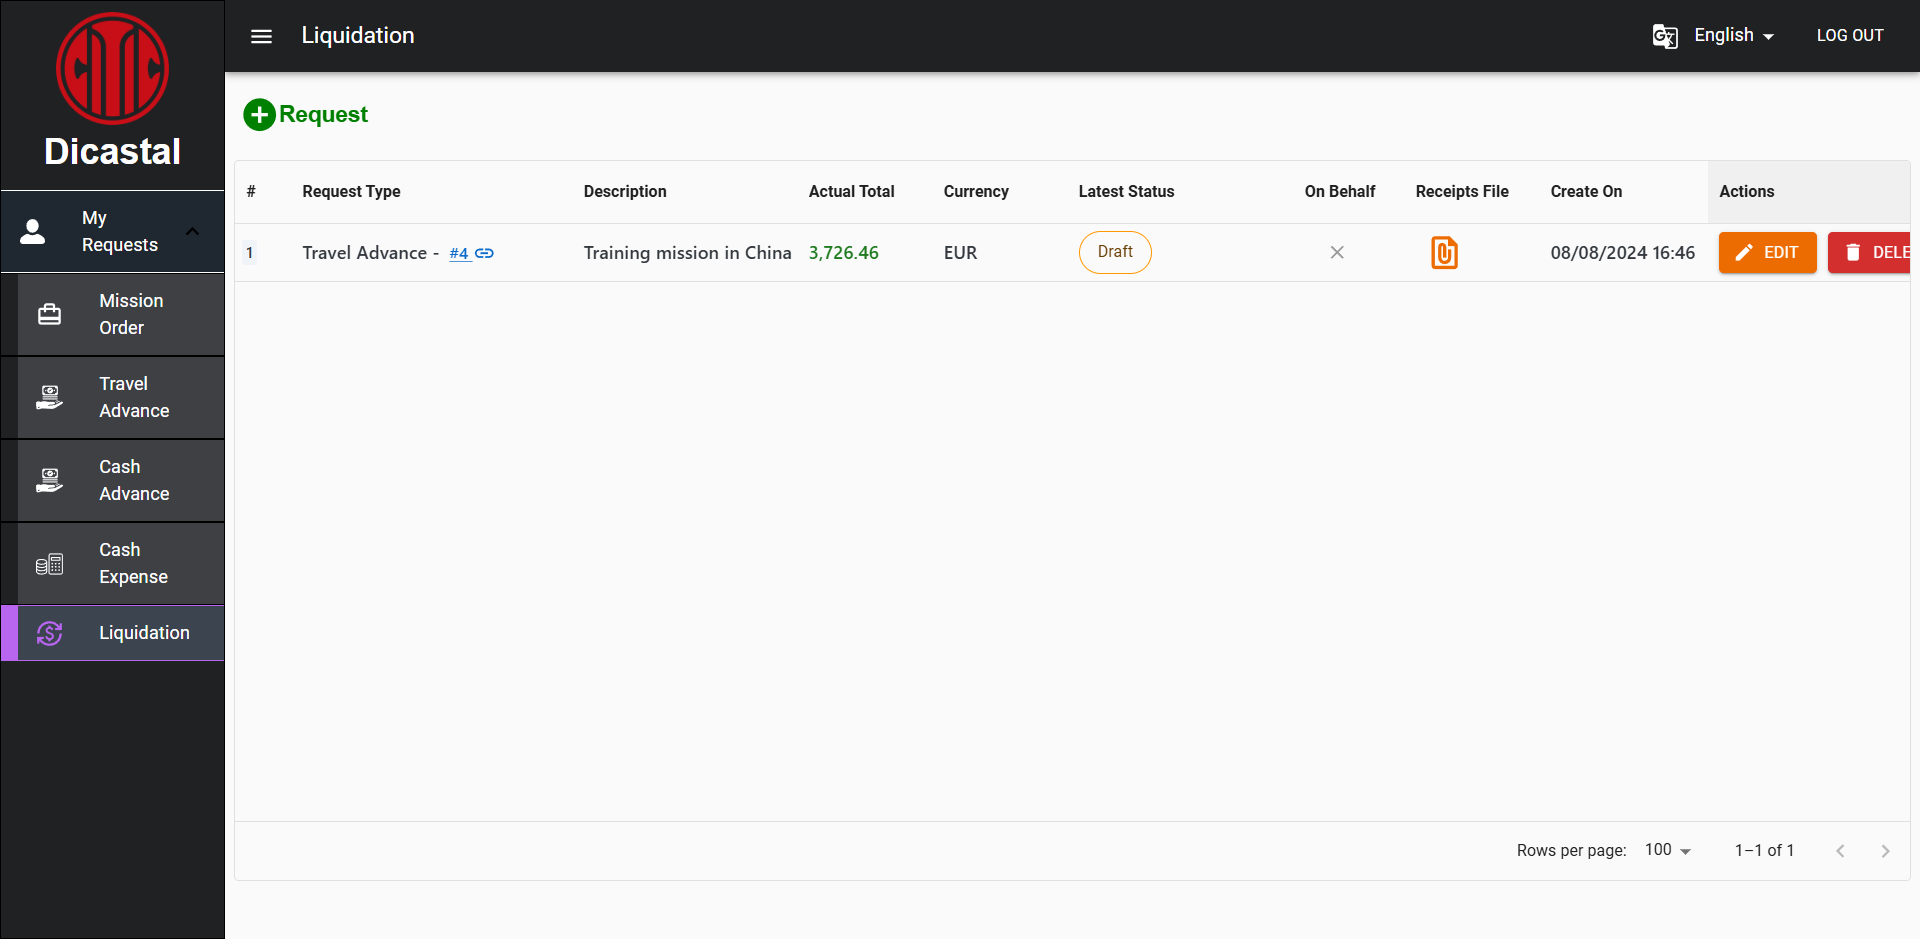 Dicastal
Liquidation
English
LOG OUT
My
Requests
Mission
Order
Travel
Advance
Cash
Advance
Cash
Expense
Liquidation
Request
# Request Type Description Actual Total Currency Latest Status On Behalf Receipts File Create On Actions
1 Travel Advance - #4 Training mission in China 3,726.46 EUR Draft 08/08/2024 16:46 EDIT DELE
Rows per page: 100 1–1 of 1